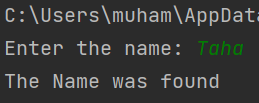 C:\Users\muham\AppData
Enter the name: Taha
The Name was found